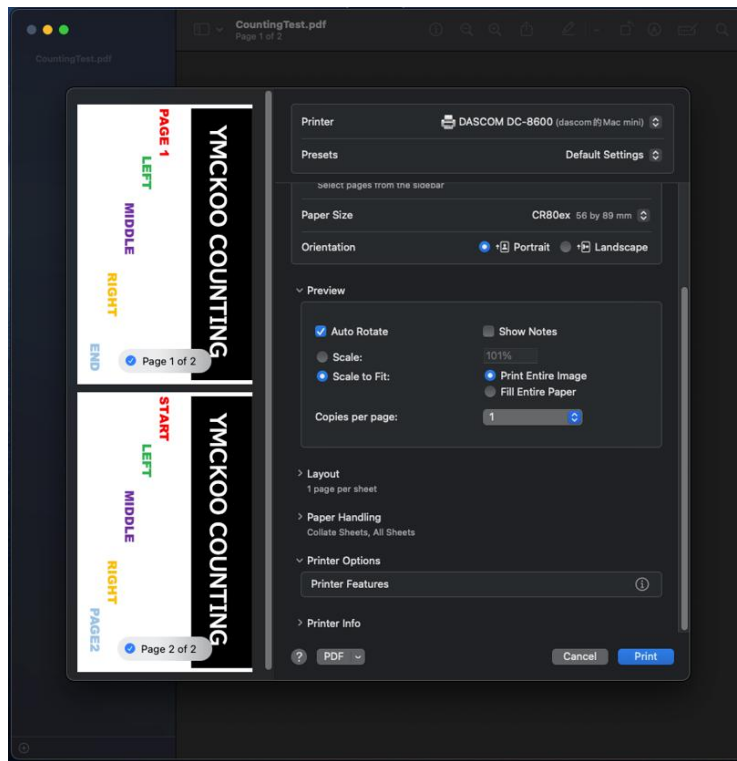 CountingTest.pdf
Page 1 of 2
CountingTest.pdf
PAGE 1
LEFT
MIDDLE
RIGHT
END
YMCKOO COUNTING
Page 1 of 2
START
LEFT
MIDDLE
RIGHT
PAGE2
YMCKOO COUNTING
Page 2 of 2
Printer DASCOM DC-8600 (dascom的Mac mini)
Presets Default Settings
Select pages from the sidebar
Paper Size CR80ex 56 by 89 mm
Orientation Portrait Landscape
Preview
Auto Rotate Show Notes
Scale: 101%
Scale to Fit: Print Entire Image
Fill Entire Paper
Copies per page: 1
Layout
1 page per sheet
Paper Handling
Collate Sheets, All Sheets
Printer Options
Printer Features
Printer Info
? PDF Cancel Print